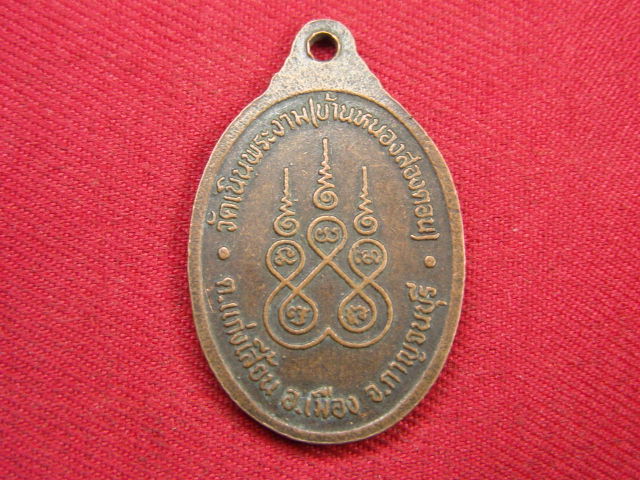 วัดเนินพระงาม (บ้านหนองสองตอน)
ต.แก่งเสี้ยน อ.เมือง จ.กาญจนบุรี